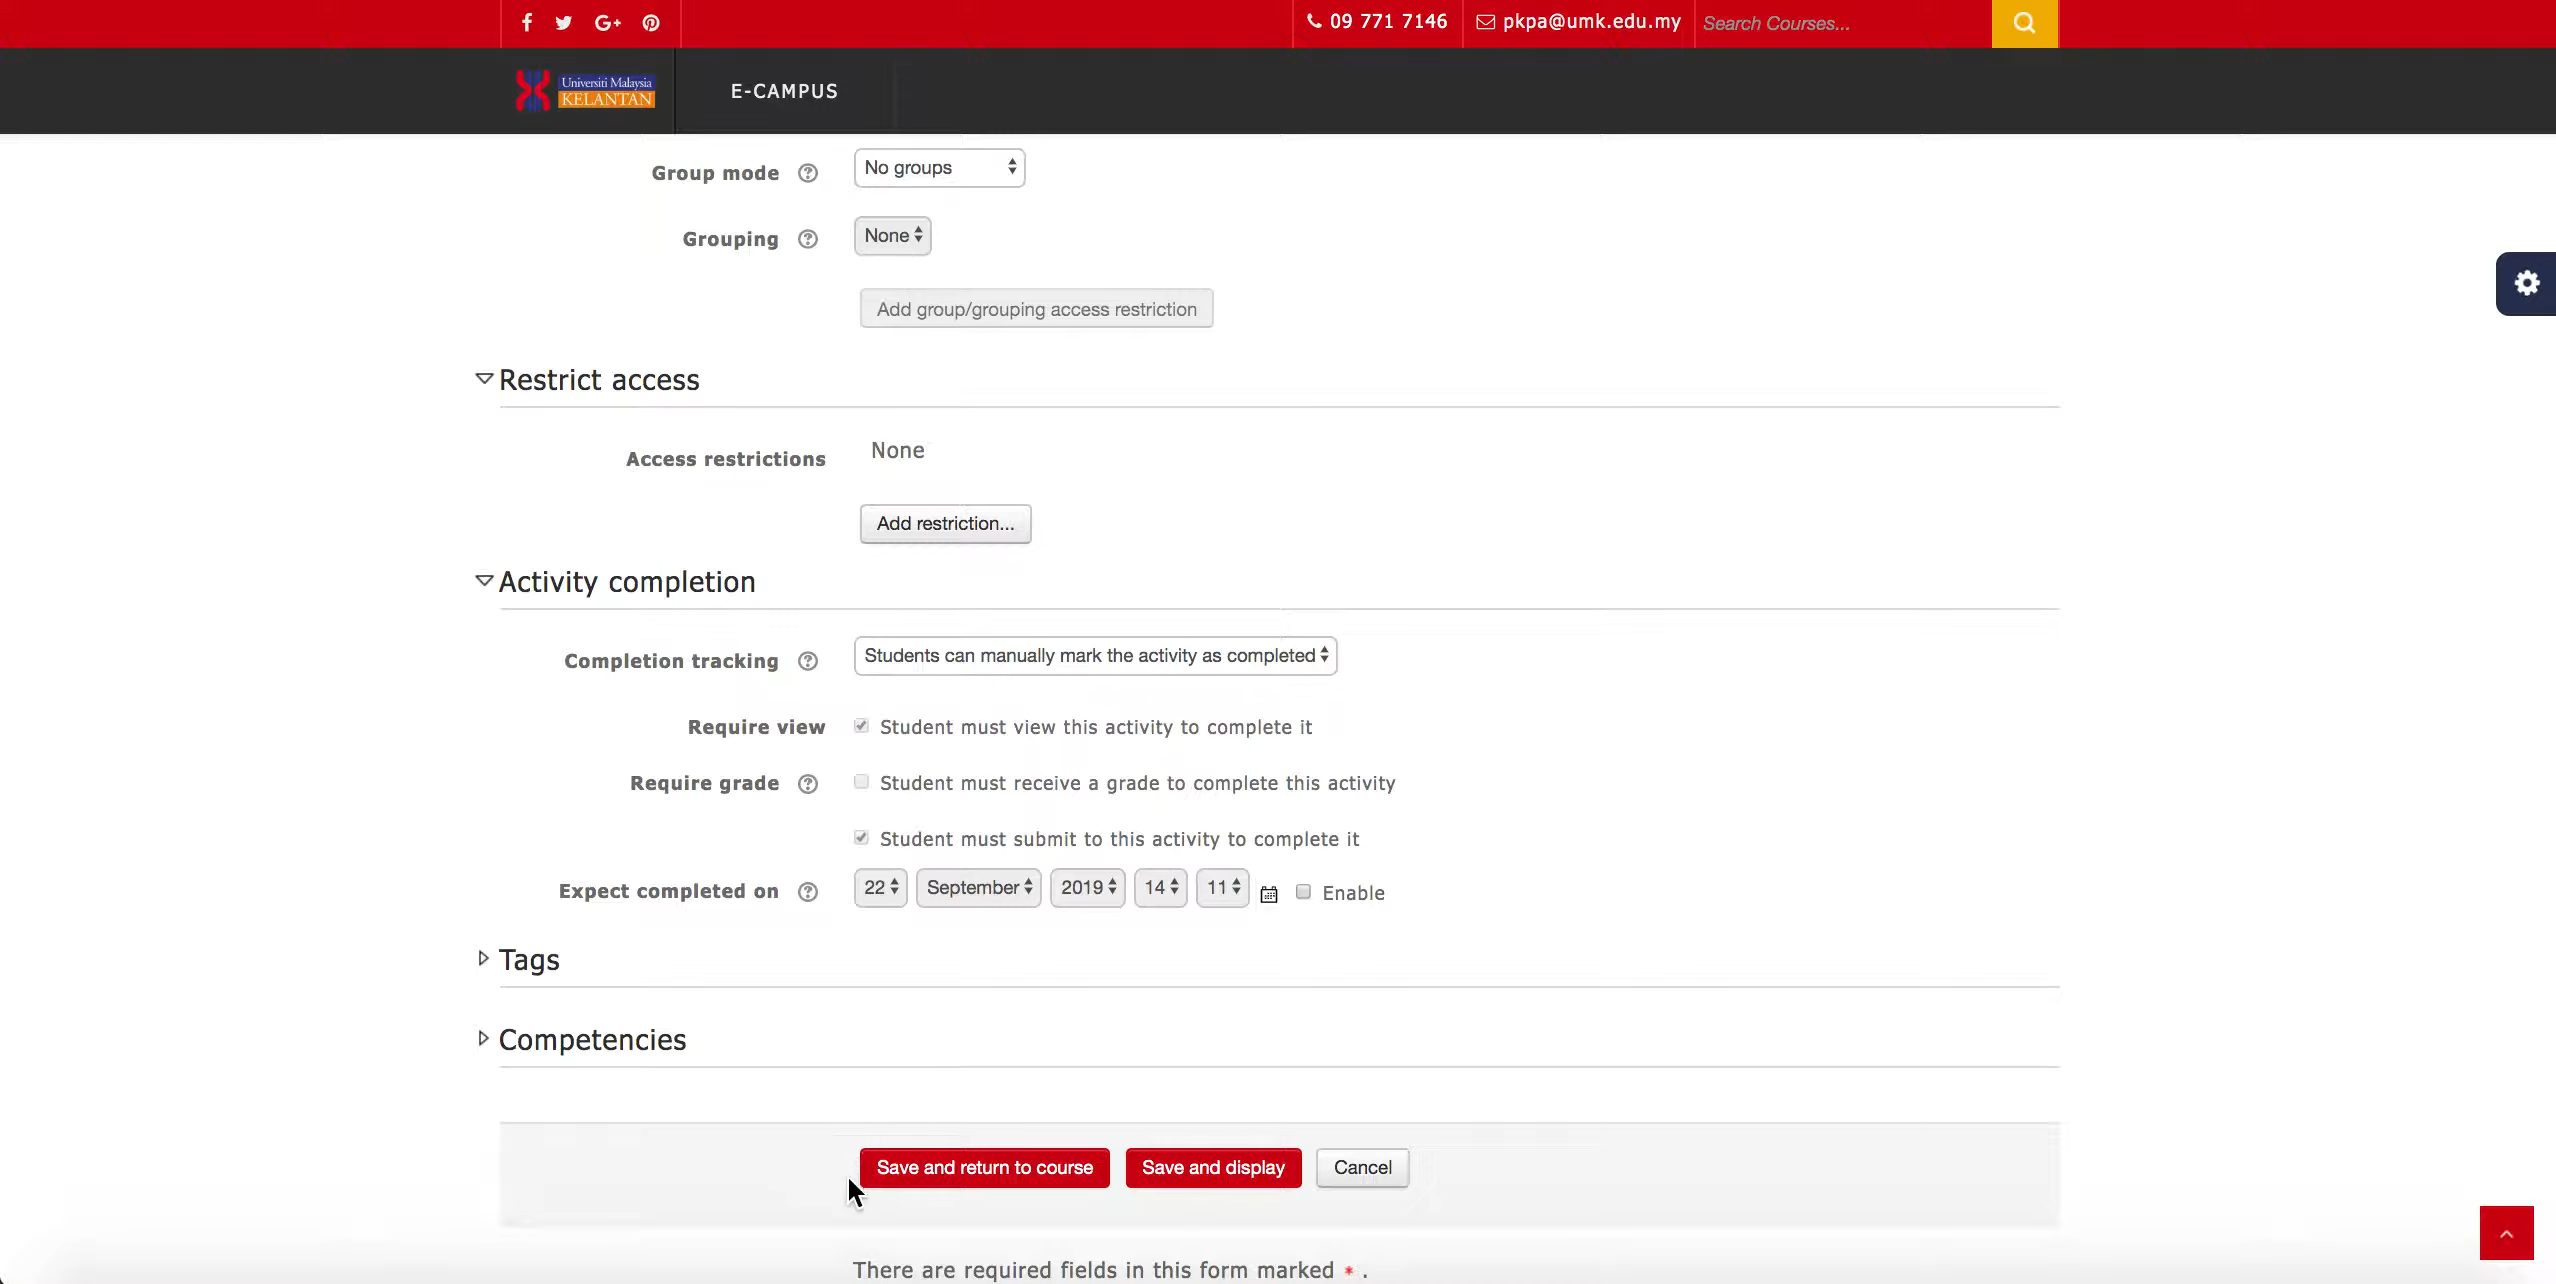 09 771 7146
pkpa@umk.edu.my
Search Courses...
Universiti Malaysia
KELANTAN
E-CAMPUS
Group mode
No groups
Grouping
None
Add group/grouping access restriction
Restrict access
Access restrictions
None
Add restriction...
Activity completion
Completion tracking
Students can manually mark the activity as completed
Require view
Student must view this activity to complete it
Require grade
Student must receive a grade to complete this activity
Student must submit to this activity to complete it
Expect completed on
22 September 2019 14 11 Enable
Tags
Competencies
Save and return to course
Save and display
Cancel
There are required fields in this form marked * .